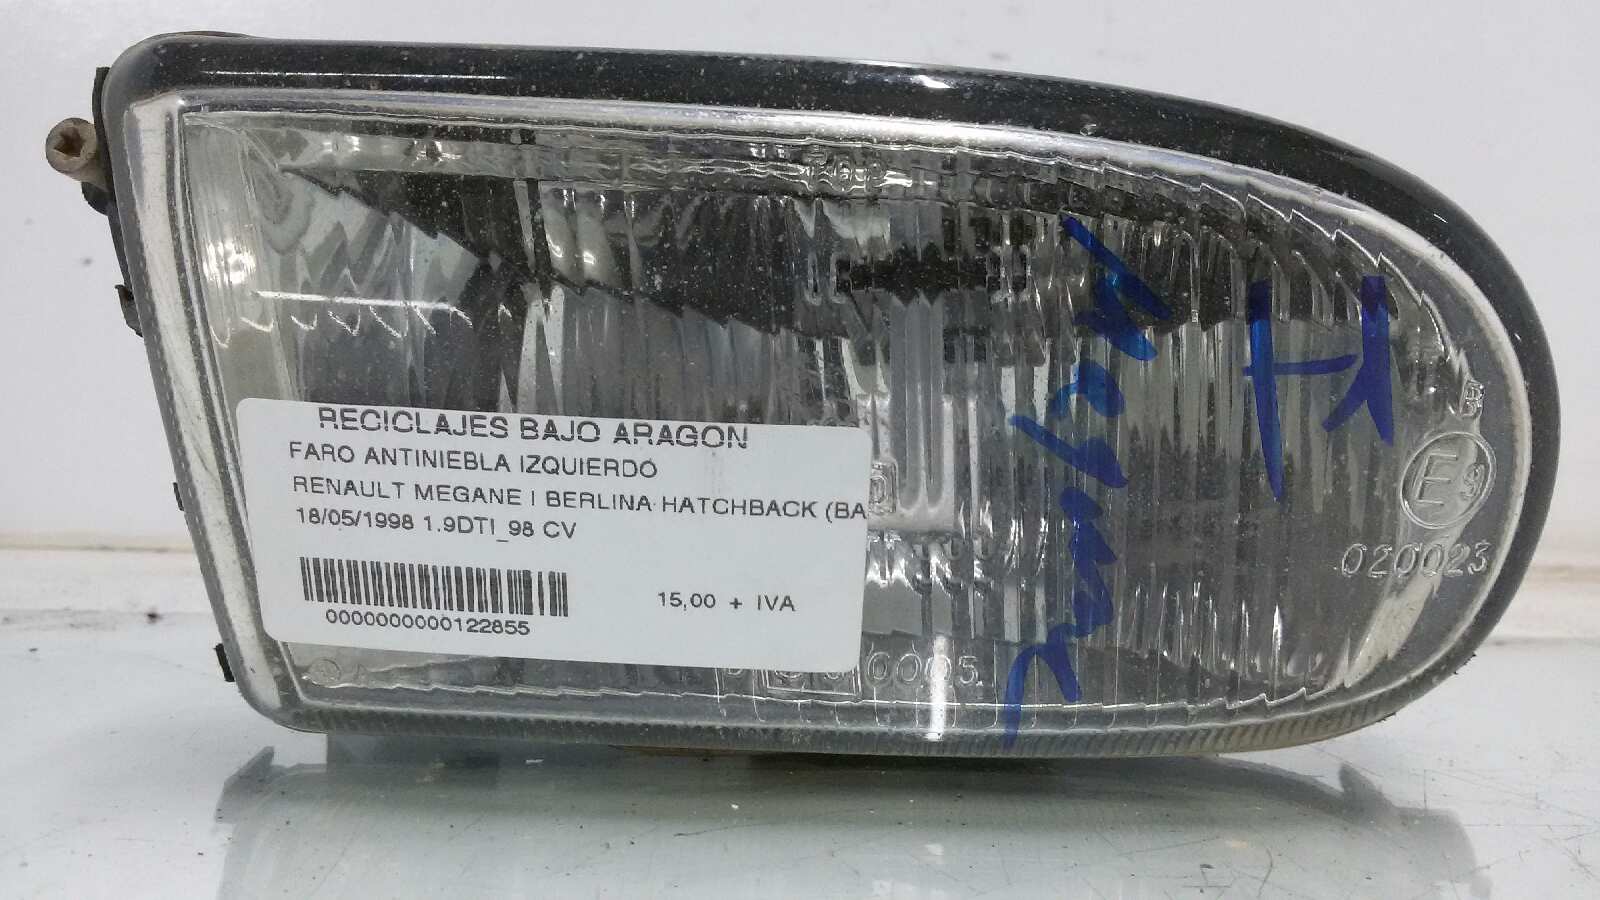 RECICLAJES BAJO ARAGON
FARO ANTINIEBLA IZQUIERDO
RENAULT MEGANE I BERLINA HATCHBACK (BA
18/05/1998 1.9DTI_98 CV
15,00 + IVA
0000000000122855
Megane
B
E9
020023
0005